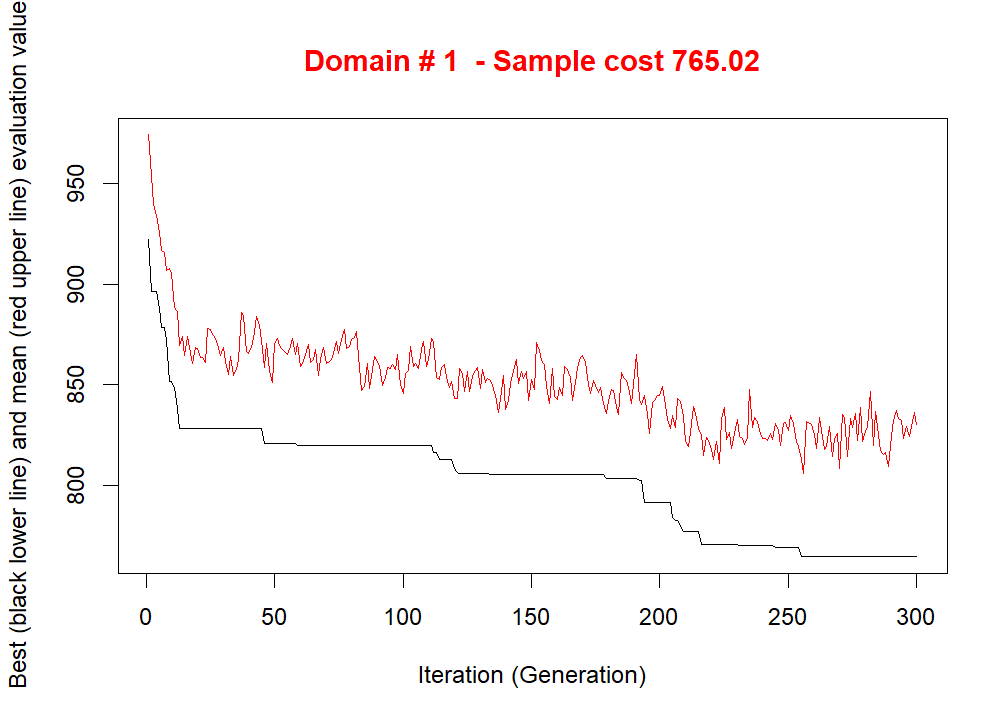 Domain # 1  - Sample cost 765.02
Best (black lower line) and mean (red upper line) evaluation value
950
900
850
800
0 50 100 150 200 250 300
Iteration (Generation)